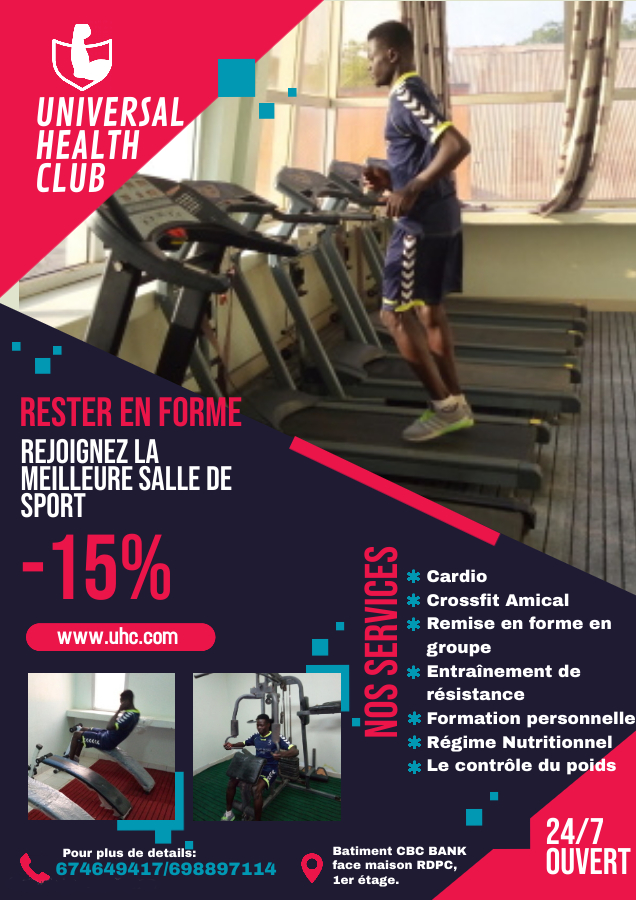 UNIVERSAL
HEALTH
CLUB
RESTER EN FORME
REJOIGNEZ LA
MEILLEURE SALLE DE
SPORT
-15%
www.uhc.com
NOS SERVICES
Cardio
Crossfit Amical
Remise en forme en
groupe
Entraînement de
résistance
Formation personnelle
Régime Nutritionnel
Le contrôle du poids
24/7
OUVERT
Pour plus de details:
674649417/698897114
Batiment CBC BANK
face maison RDPC,
1er étage.